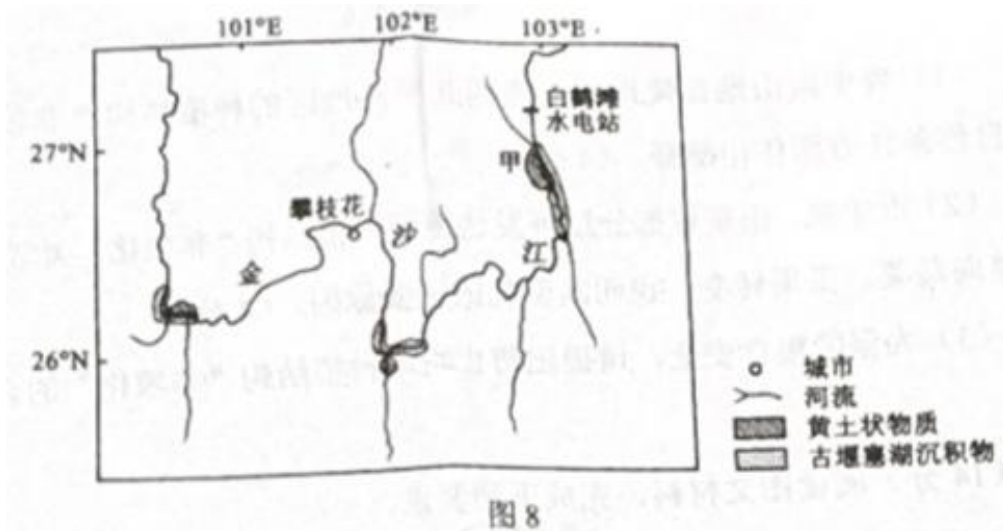 101°E 102°E 103°E
白鹤滩
水电站
27°N
甲
攀枝花
金 沙 江
26°N
城市
河流
黄土状物质
古堰塞湖沉积物
图8